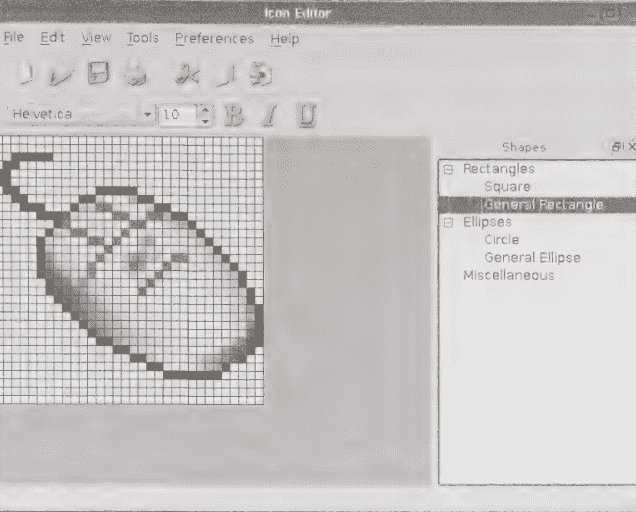 Icon Editor
File Edit View Tools Preferences Help
Helvetica 10 B I U
Shapes
Rectangles
Square
General Rectangle
Ellipses
Circle
General Ellipse
Miscellaneous